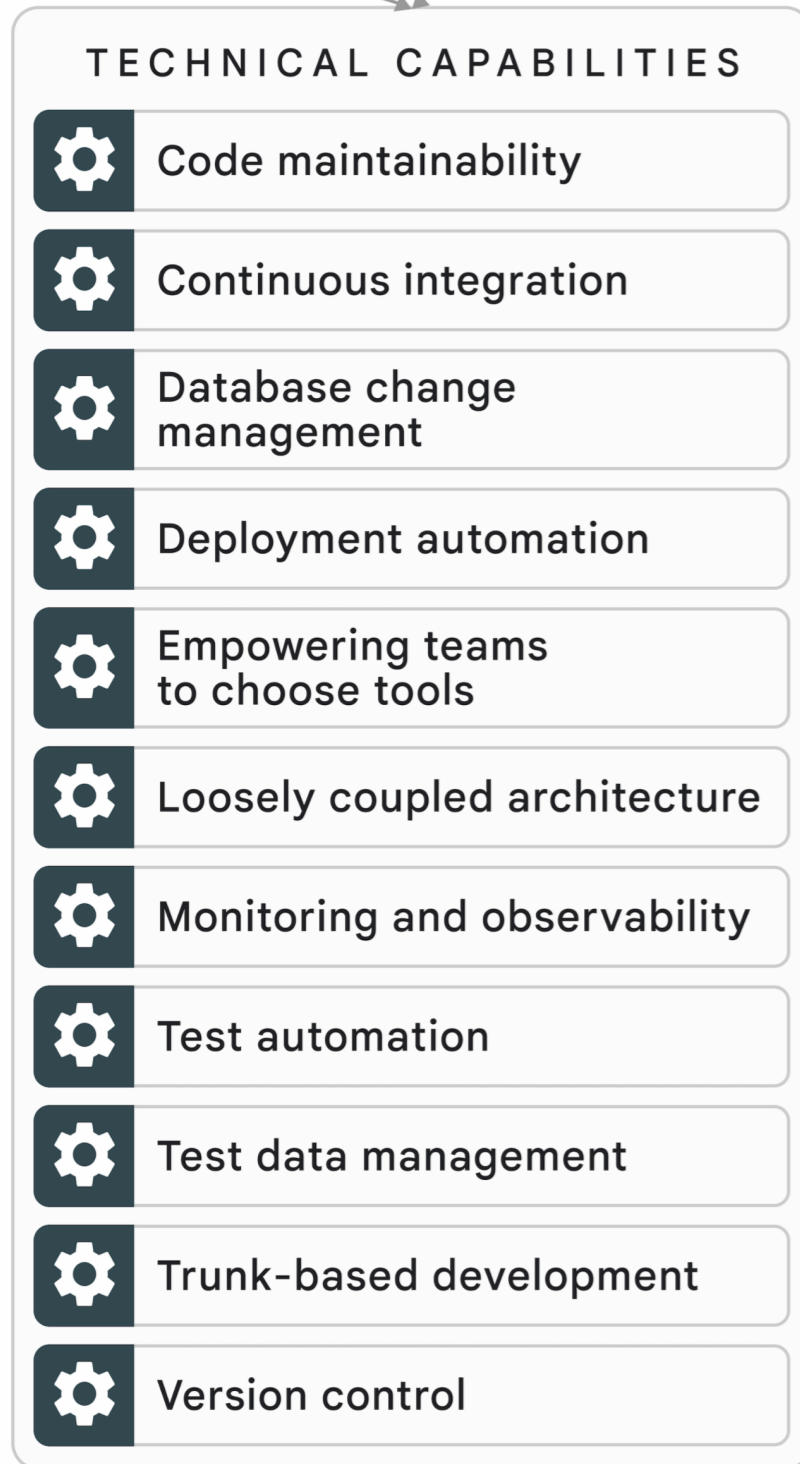 TECHNICAL CAPABILITIES
Code maintainability
Continuous integration
Database change
management
Deployment automation
Empowering teams
to choose tools
Loosely coupled architecture
Monitoring and observability
Test automation
Test data management
Trunk-based development
Version control